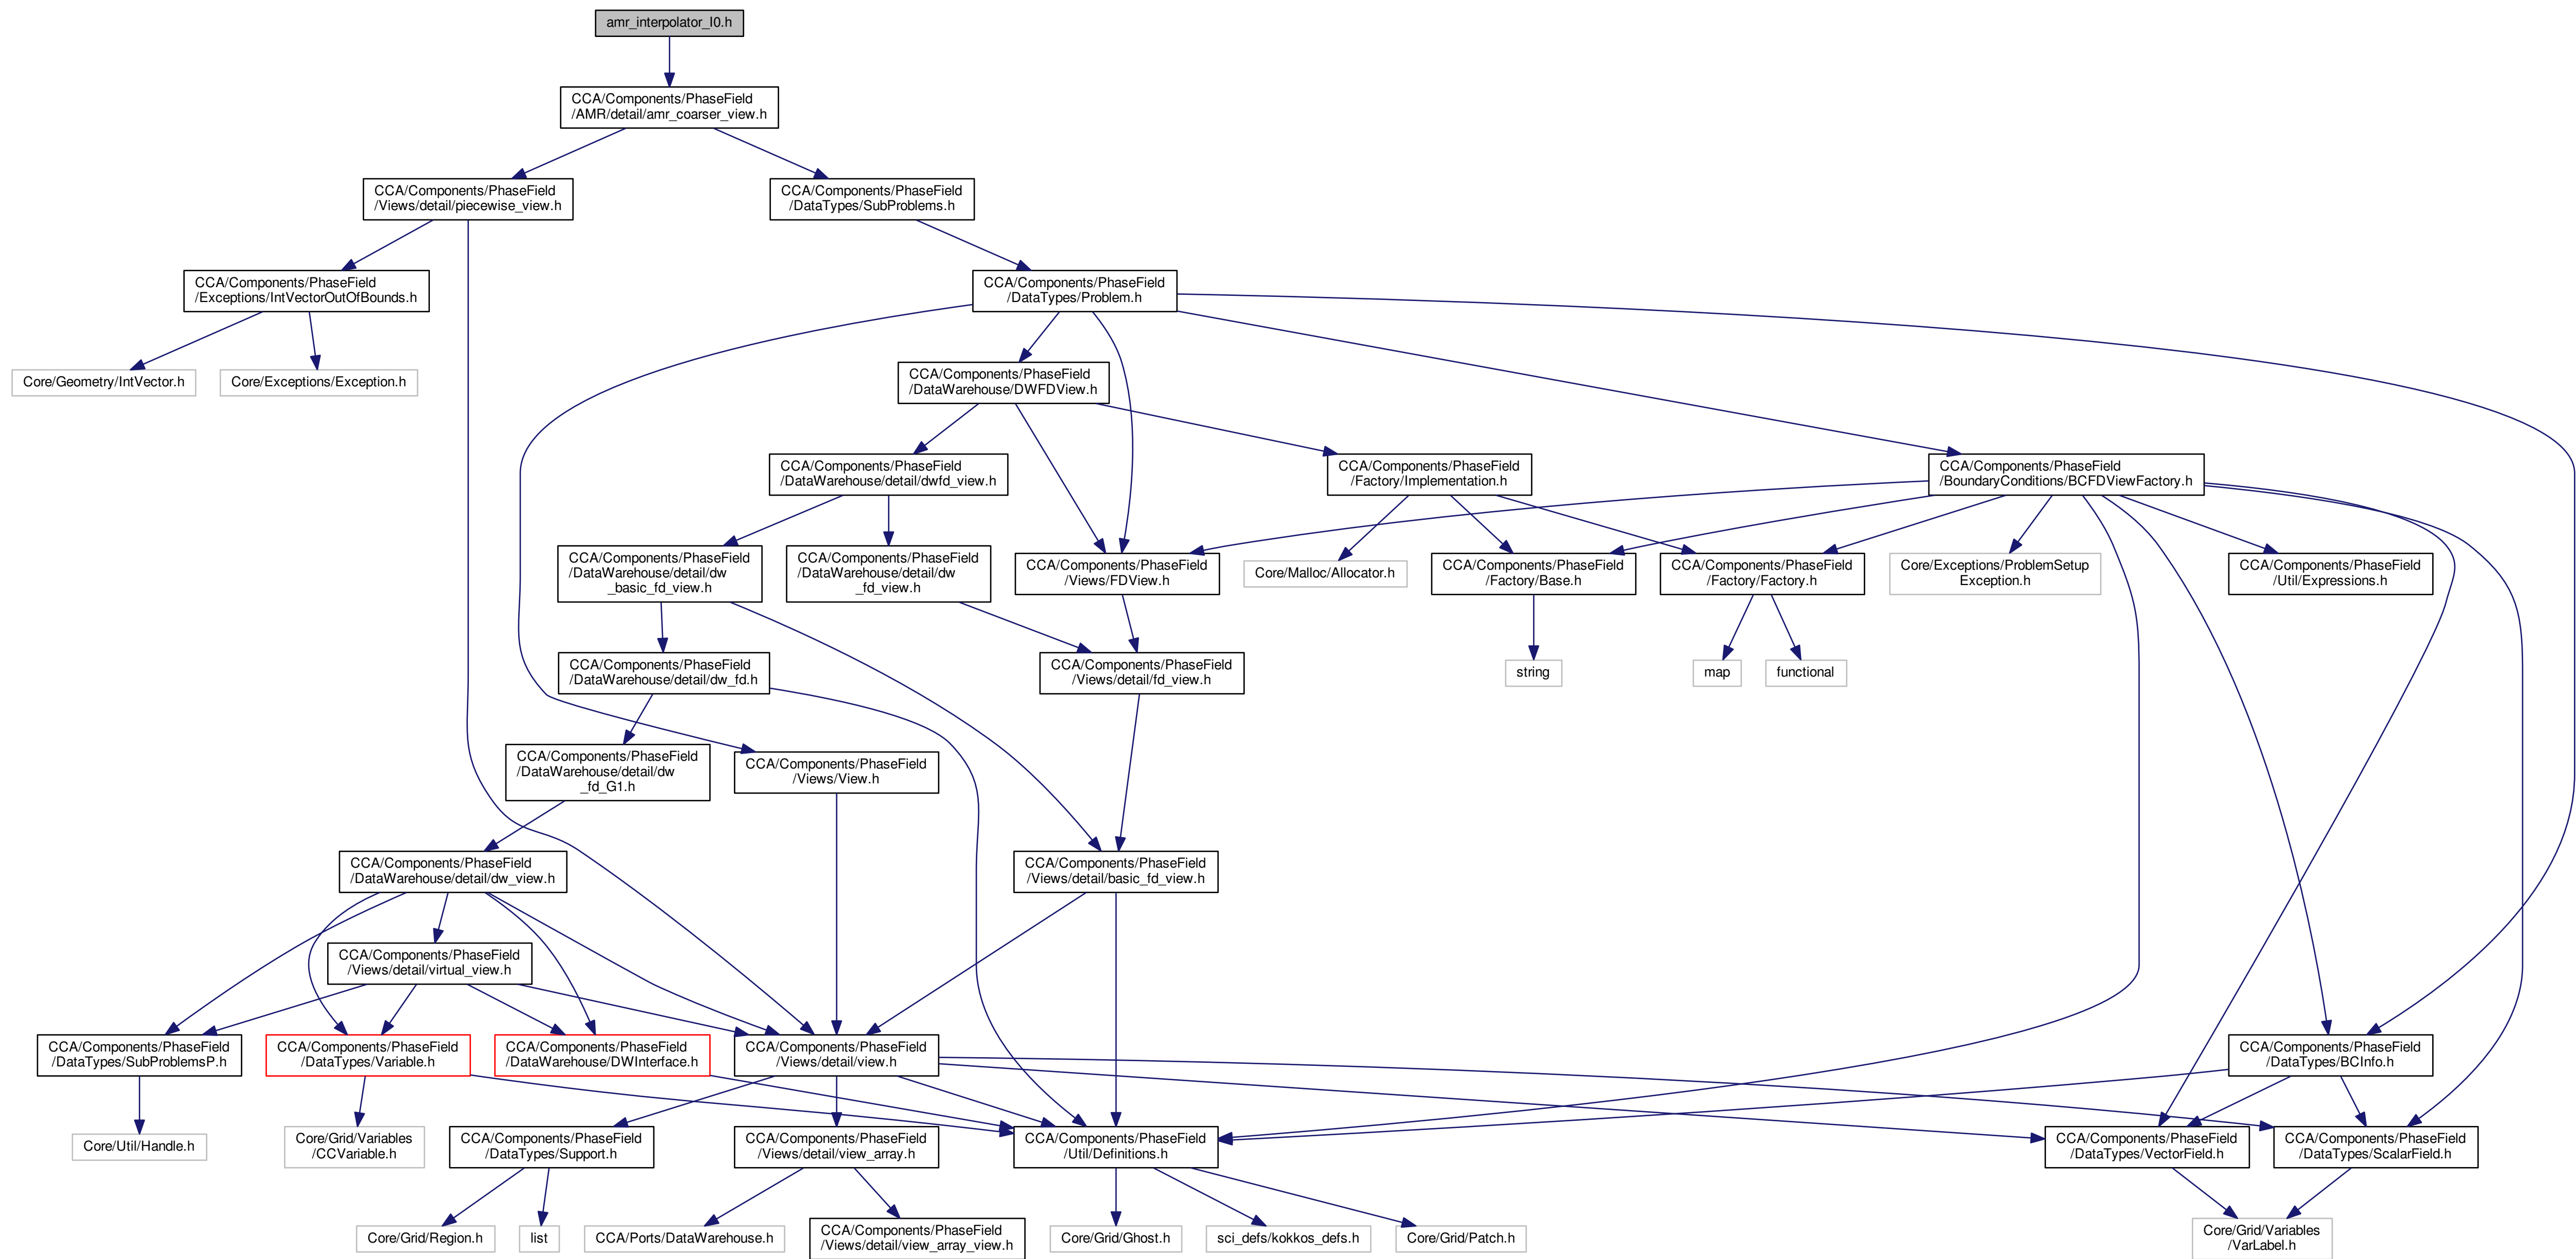 amr_interpolator_I0.h
CCA/Components/PhaseField
/AMR/detail/amr_coarser_view.h
CCA/Components/PhaseField
/Views/detail/piecewise_view.h
CCA/Components/PhaseField
/DataTypes/SubProblems.h
CCA/Components/PhaseField
/Exceptions/IntVectorOutOfBounds.h
CCA/Components/PhaseField
/DataTypes/Problem.h
Core/Geometry/IntVector.h
Core/Exceptions/Exception.h
CCA/Components/PhaseField
/DataWarehouse/DWFDView.h
CCA/Components/PhaseField
/DataWarehouse/detail/dwfd_view.h
CCA/Components/PhaseField
/Factory/Implementation.h
CCA/Components/PhaseField
/BoundaryConditions/BCFDViewFactory.h
CCA/Components/PhaseField
/DataWarehouse/detail/dw
_basic_fd_view.h
CCA/Components/PhaseField
/DataWarehouse/detail/dw
_fd_view.h
CCA/Components/PhaseField
/Views/FDView.h
Core/Malloc/Allocator.h
CCA/Components/PhaseField
/Factory/Base.h
CCA/Components/PhaseField
/Factory/Factory.h
Core/Exceptions/ProblemSetup
Exception.h
CCA/Components/PhaseField
/Util/Expressions.h
CCA/Components/PhaseField
/DataWarehouse/detail/dw_fd.h
CCA/Components/PhaseField
/Views/detail/fd_view.h
string
map
functional
CCA/Components/PhaseField
/DataWarehouse/detail/dw
_fd_G1.h
CCA/Components/PhaseField
/Views/View.h
CCA/Components/PhaseField
/DataWarehouse/detail/dw_view.h
CCA/Components/PhaseField
/Views/detail/basic_fd_view.h
CCA/Components/PhaseField
/Views/detail/virtual_view.h
CCA/Components/PhaseField
/DataTypes/SubProblemsP.h
CCA/Components/PhaseField
/DataTypes/Variable.h
CCA/Components/PhaseField
/DataWarehouse/DWInterface.h
CCA/Components/PhaseField
/Views/detail/view.h
CCA/Components/PhaseField
/DataTypes/BCInfo.h
Core/Util/Handle.h
Core/Grid/Variables
/CCVariable.h
CCA/Components/PhaseField
/DataTypes/Support.h
CCA/Components/PhaseField
/Views/detail/view_array.h
CCA/Components/PhaseField
/Util/Definitions.h
CCA/Components/PhaseField
/DataTypes/VectorField.h
CCA/Components/PhaseField
/DataTypes/ScalarField.h
Core/Grid/Region.h
list
CCA/Ports/DataWarehouse.h
CCA/Components/PhaseField
/Views/detail/view_array_view.h
Core/Grid/Ghost.h
sci_defs/kokkos_defs.h
Core/Grid/Patch.h
Core/Grid/Variables
/VarLabel.h